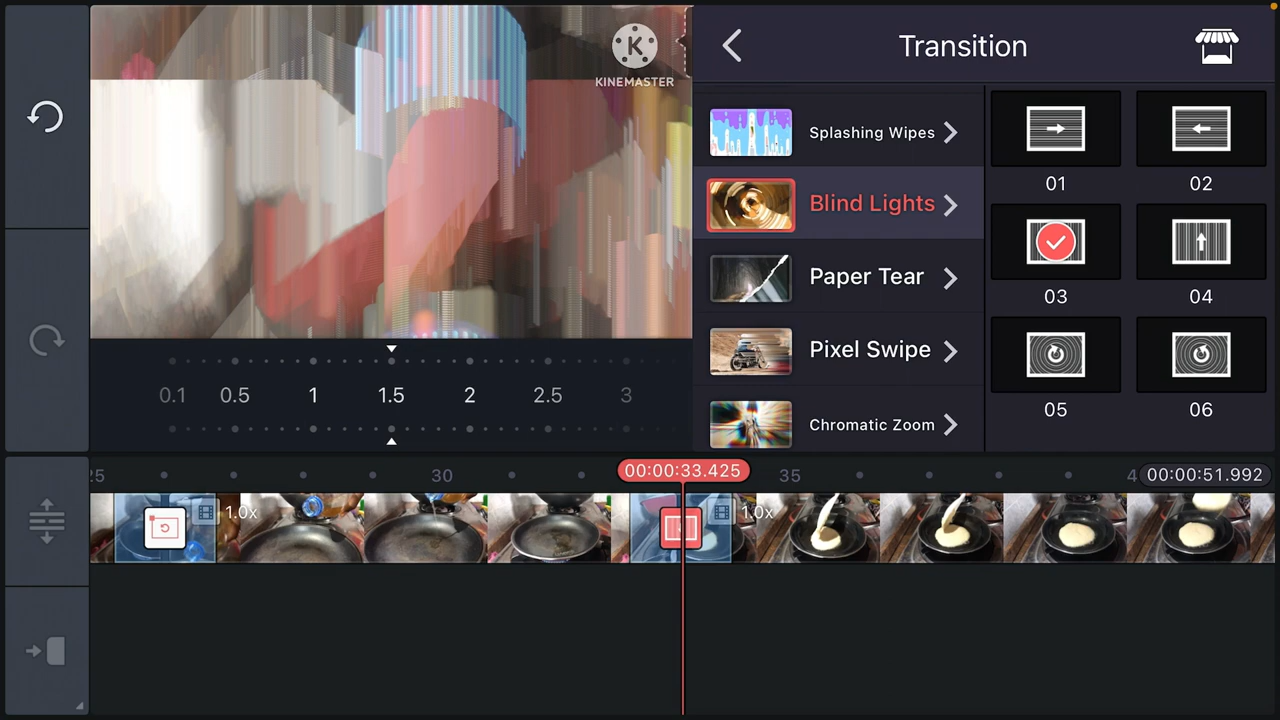 Transition
KINEMASTER
Splashing Wipes
Blind Lights
Paper Tear
Pixel Swipe
Chromatic Zoom
01
02
03
04
05
06
0.1 0.5 1 1.5 2 2.5 3
25 30 00:00:33.425 35 4 00:00:51.992
1.0x 1.0x